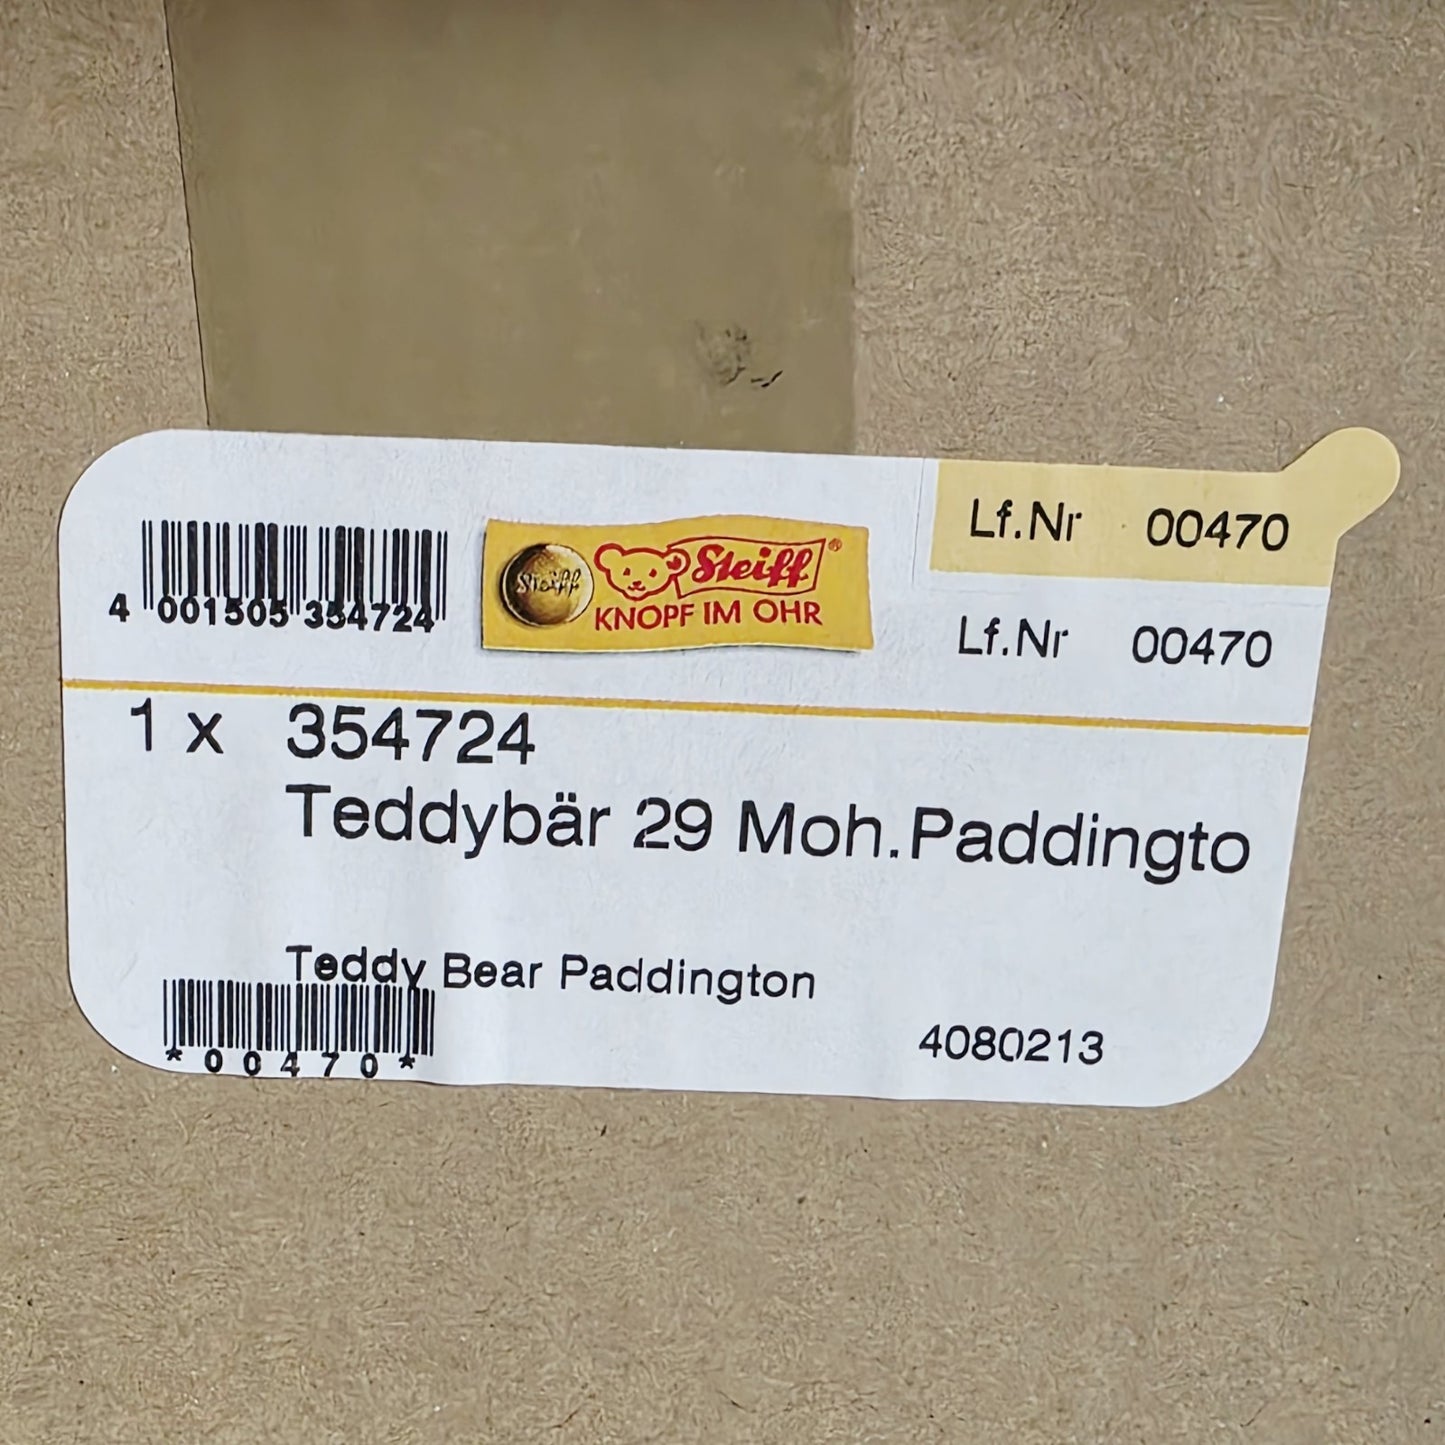 4 001505 354724
Steiff
Steiff®
KNOPF IM OHR
Lf.Nr 00470
Lf.Nr 00470
1 x 354724
Teddybär 29 Moh.Paddingto
Teddy Bear Paddington
*00470*
4080213